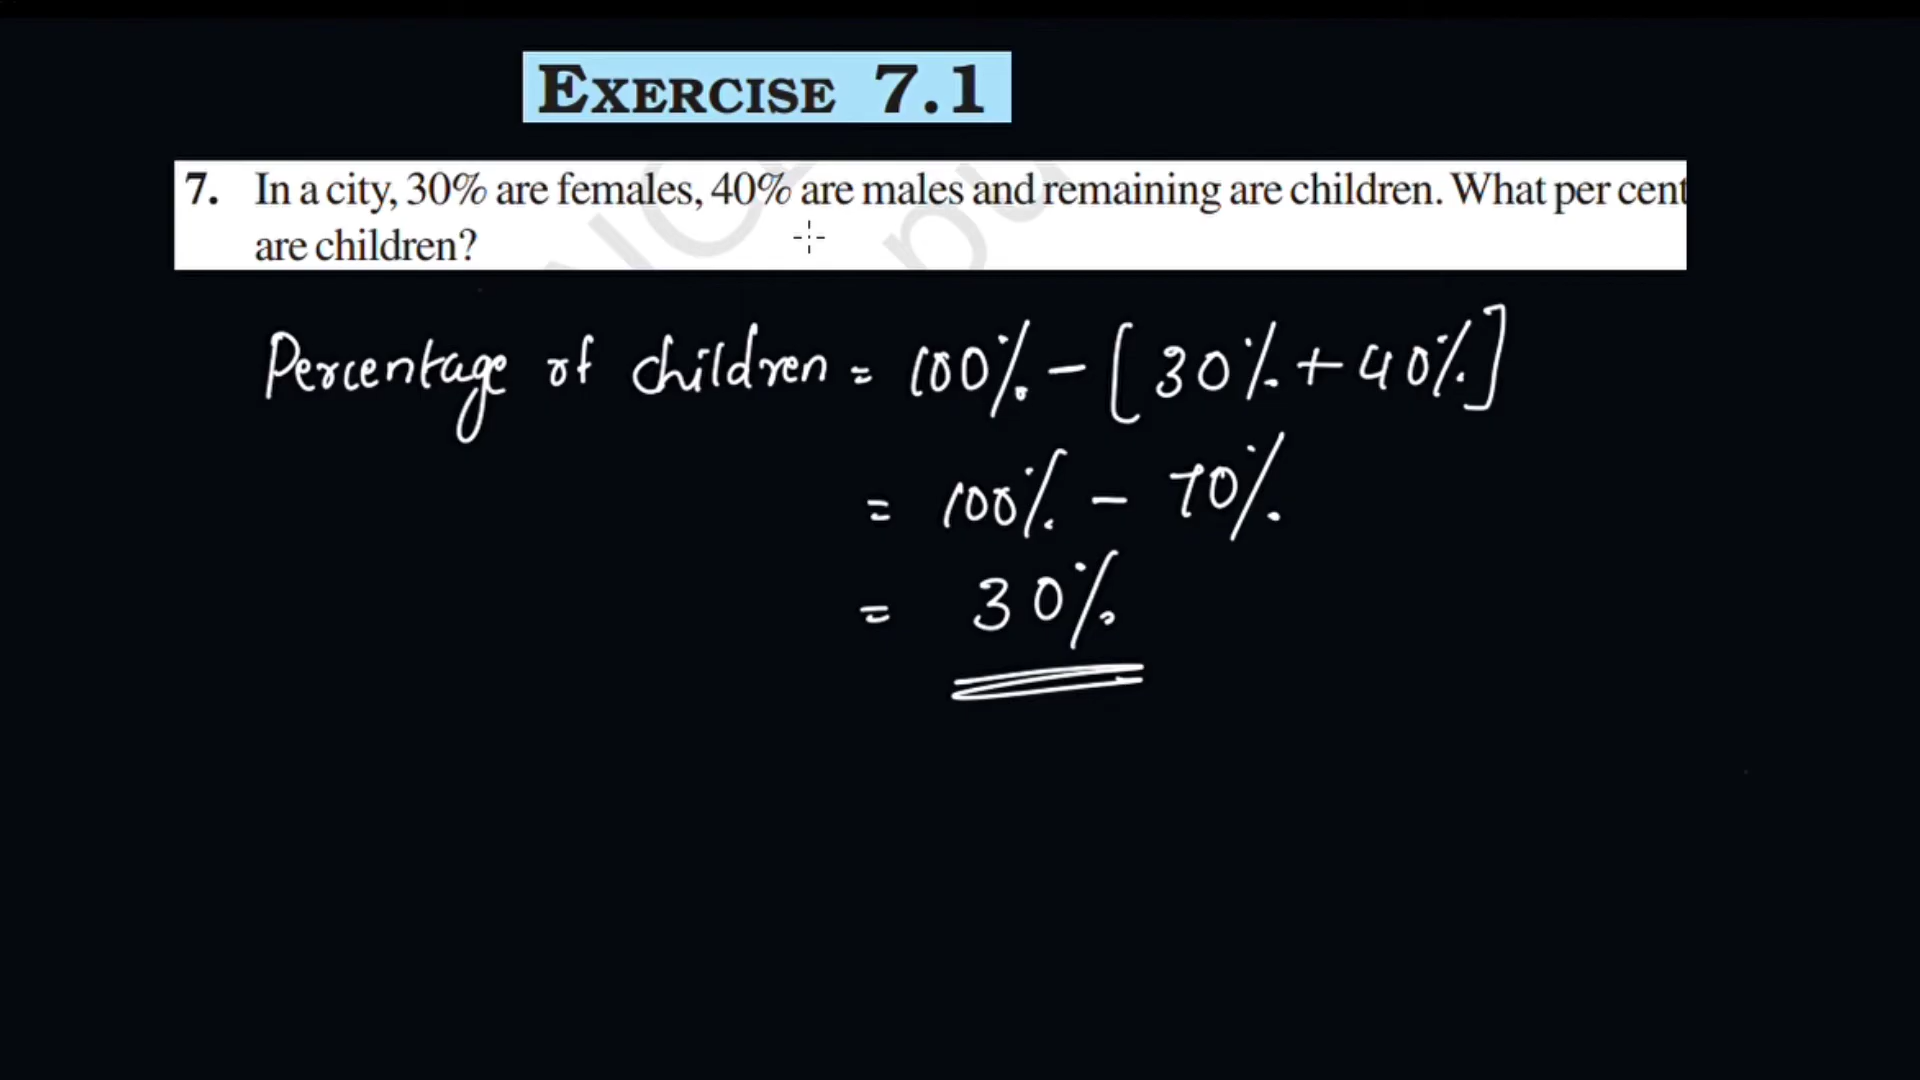 EXERCISE 7.1
7. In a city, 30% are females, 40% are males and remaining are children. What per cent
are children?
Percentage of children = 100% - [30% + 40%]
= 100% - 70%
= 30%